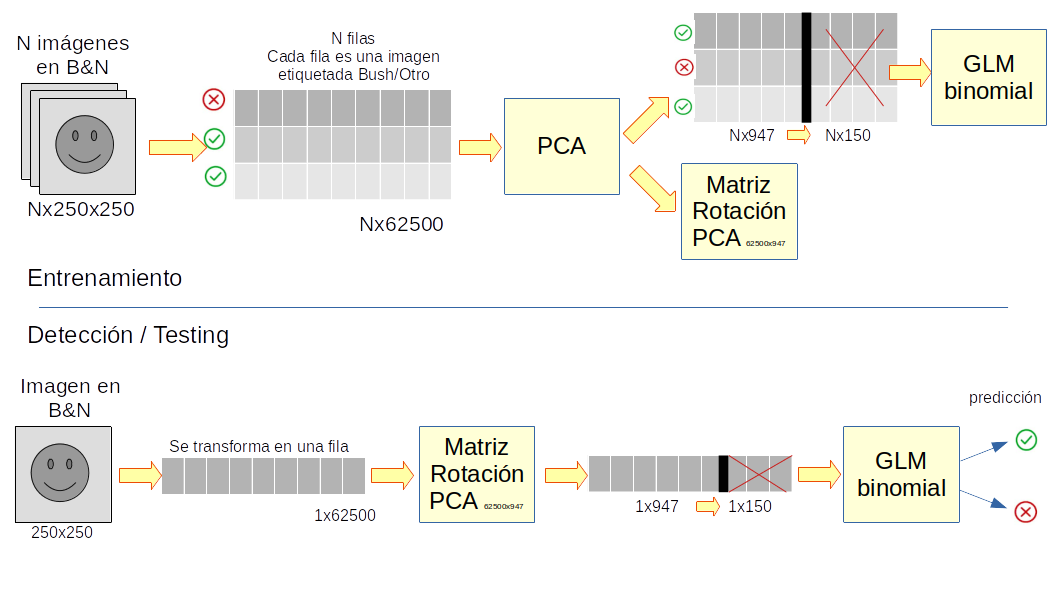 N imágenes
en B&N
Nx250x250
N filas
Cada fila es una imagen
etiquetada Bush/Otro
Nx62500
PCA
Nx947
Nx150
GLM
binomial
Matriz
Rotación
PCA 62500x947
Entrenamiento
Detección / Testing
Imagen en
B&N
250x250
Se transforma en una fila
1x62500
Matriz
Rotación
PCA 62500x947
1x947
1x150
GLM
binomial
predicción